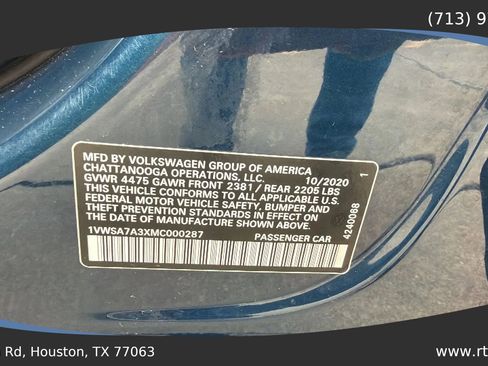 (713) 9
MFD BY VOLKSWAGEN GROUP OF AMERICA
CHATTANOOGA OPERATIONS, LLC. 10/2020 1
GVWR 4475 GAWR FRONT 2381 / REAR 2205 LBS
THIS VEHICLE CONFORMS TO ALL APPLICABLE U.S.
FEDERAL MOTOR VEHICLE SAFETY, BUMPER AND
THEFT PREVENTION STANDARDS IN EFFECT ON
THE DATE OF MANUFACTURE SHOWN ABOVE.
1VWSA7A3XMC000287 PASSENGER CAR
4240068
Rd, Houston, TX 77063
www.rt